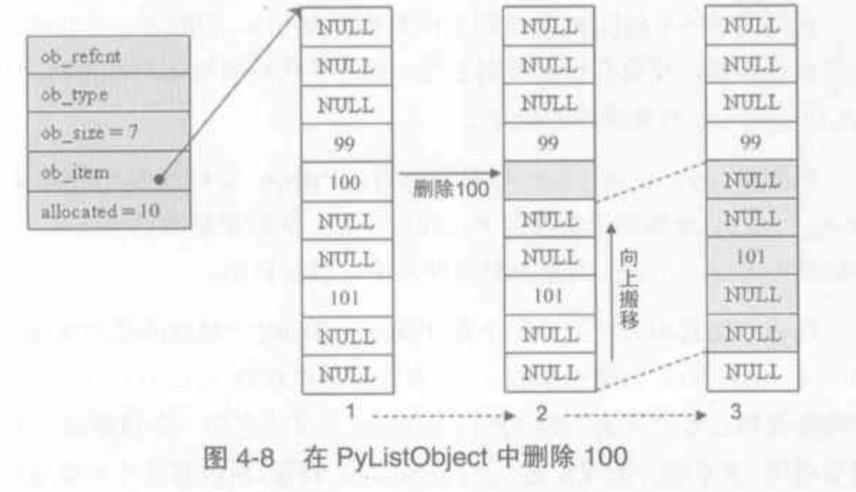 ob_refcnt
ob_type
ob_size = 7
ob_item
allocated = 10
NULL
NULL
NULL
99
100
NULL
NULL
101
NULL
NULL
1
删除100
NULL
NULL
NULL
99
NULL
NULL
101
NULL
NULL
2
向上搬移
NULL
NULL
NULL
99
NULL
NULL
101
NULL
NULL
NULL
3
图 4-8 在 PyListObject 中删除 100